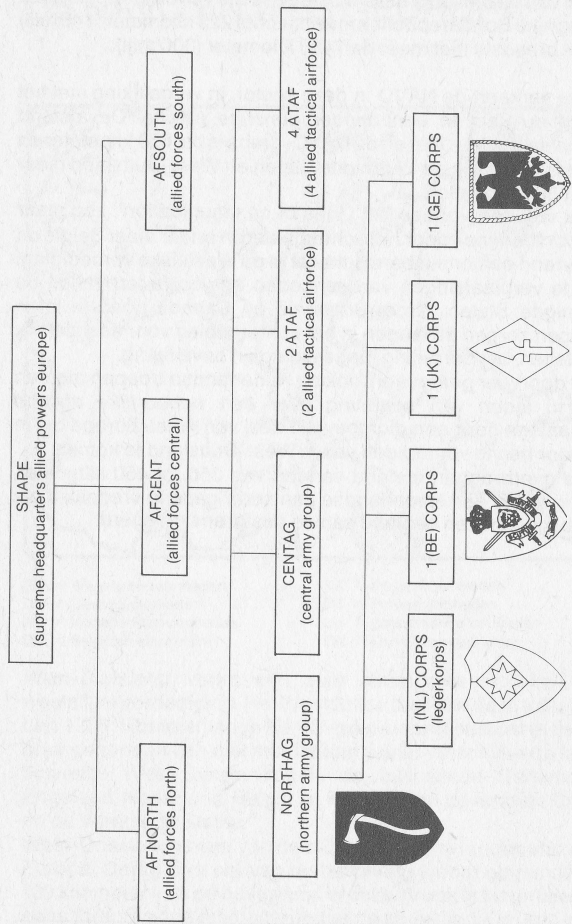 SHAPE
(supreme headquarters allied powers europe)
AFNORTH
(allied forces north)
AFCENT
(allied forces central)
AFSOUTH
(allied forces south)
NORTHAG
(northern army group)
CENTAG
(central army group)
2 ATAF
(2 allied tactical airforce)
4 ATAF
(4 allied tactical airforce)
1 (NL) CORPS
(legerkorps)
1 (BE) CORPS
1 (UK) CORPS
1 (GE) CORPS